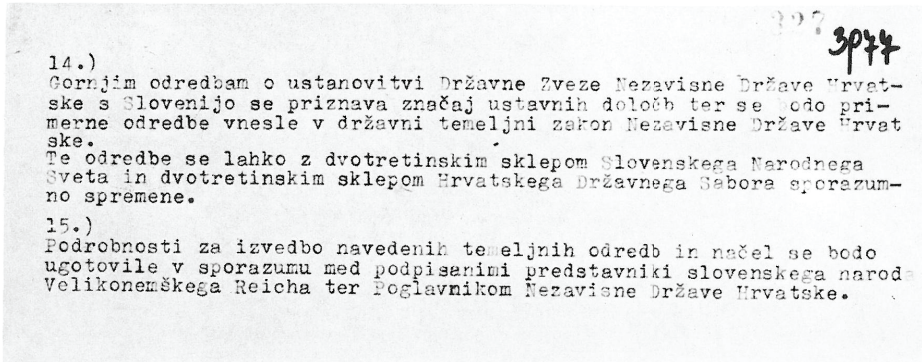 327
3977
14.)
Gornjim odredbam o ustanovitvi Državne Zveze Nezavisne Države Hrvat-
ske s Slovenijo se priznava značaj ustavnih določb ter se bodo pri-
merne odredbe vnesle v državni temeljni zakon Nezavisne Države Hrvat
ske.
Te odredbe se lahko z dvotretinskim sklepom Slovenskega Narodnega
Sveta in dvotretinskim sklepom Hrvatskega Državnega Sabora sporazum-
no spremene.
15.)
Podrobnosti za izvedbo navedenih temeljnih odredb in načel se bodo
ugotovile v sporazumu med podpisanimi predstavniki slovenskega naroda
Velikonemškega Reicha ter Poglavnikom Nezavisne Države Hrvatske.